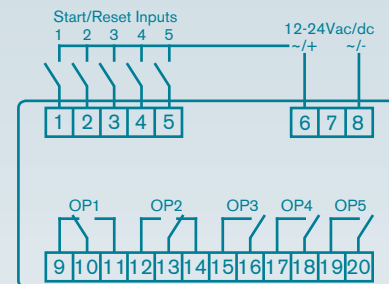 Start/Reset Inputs
1 2 3 4 5
12-24Vac/dc
~/+ ~/-
1 2 3 4 5 6 7 8
OP1 OP2 OP3 OP4 OP5
9 10 11 12 13 14 15 16 17 18 19 20